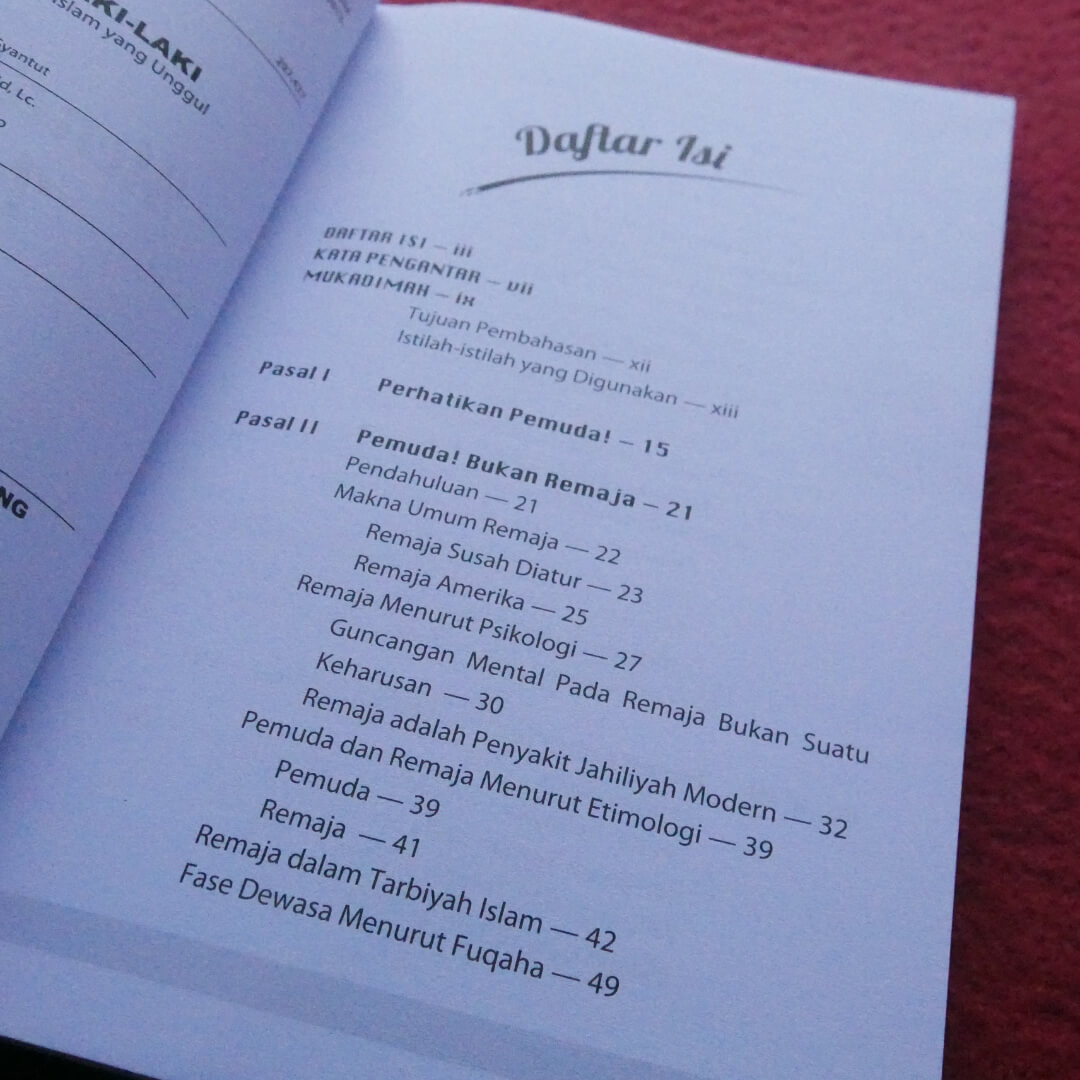 KI-LAKI
slam yang Unggul
Syantut
d, Lc.
NG
Daftar Isi
DAFTAR ISI — iii
KATA PENGANTAR — vii
MUKADIMAH — ix
Tujuan Pembahasan — xii
Istilah-istilah yang Digunakan — xiii
Pasal I Perhatikan Pemuda! — 15
Pasal II Pemuda! Bukan Remaja — 21
Pendahuluan — 21
Makna Umum Remaja — 22
Remaja Susah Diatur — 23
Remaja Amerika — 25
Remaja Menurut Psikologi — 27
Guncangan Mental Pada Remaja Bukan Suatu
Keharusan — 30
Remaja adalah Penyakit Jahiliyah Modern — 32
Pemuda dan Remaja Menurut Etimologi — 39
Pemuda — 39
Remaja — 41
Remaja dalam Tarbiyah Islam — 42
Fase Dewasa Menurut Fuqaha — 49